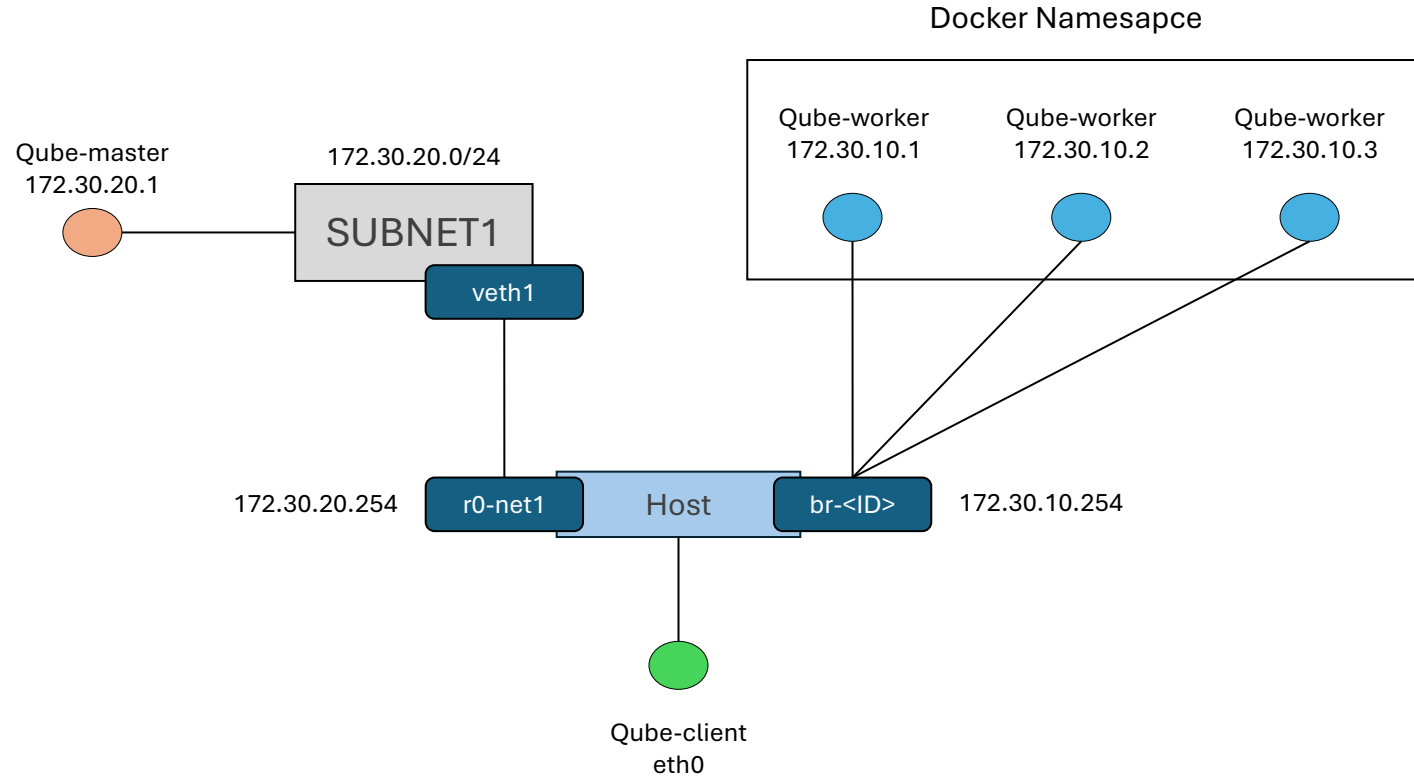 Docker Namesapce
Qube-worker
172.30.10.1
Qube-worker
172.30.10.2
Qube-worker
172.30.10.3
Qube-master
172.30.20.1
172.30.20.0/24
SUBNET1
veth1
172.30.20.254
r0-net1
Host
br-<ID>
172.30.10.254
Qube-client
eth0